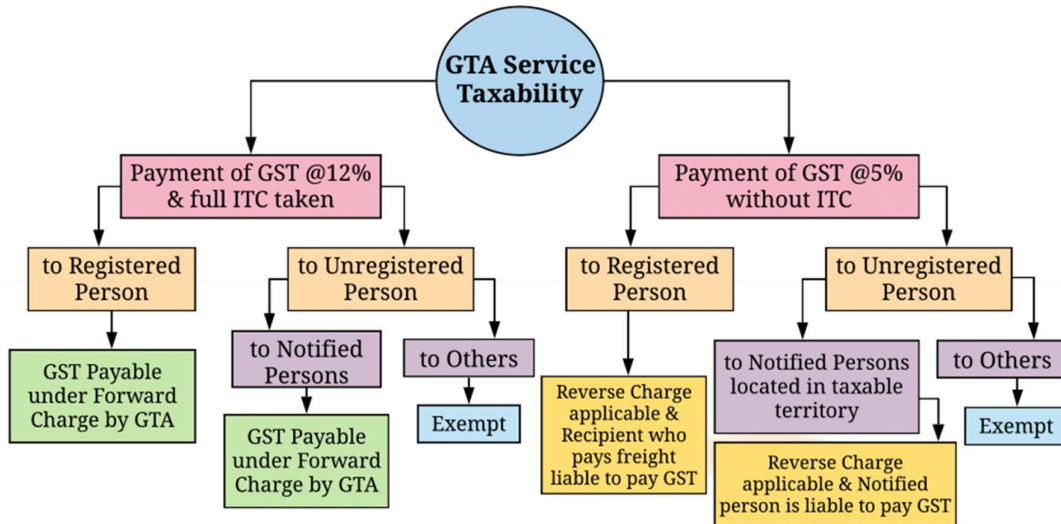 GTA Service
Taxability
Payment of GST @12%
& full ITC taken
Payment of GST @5%
without ITC
to Registered
Person
to Unregistered
Person
to Registered
Person
to Unregistered
Person
GST Payable
under Forward
Charge by GTA
to Notified
Persons
to Others
GST Payable
under Forward
Charge by GTA
Exempt
Reverse Charge
applicable &
Recipient who
pays freight
liable to pay GST
to Notified Persons
located in taxable
territory
to Others
Reverse Charge
applicable & Notified
person is liable to pay GST
Exempt